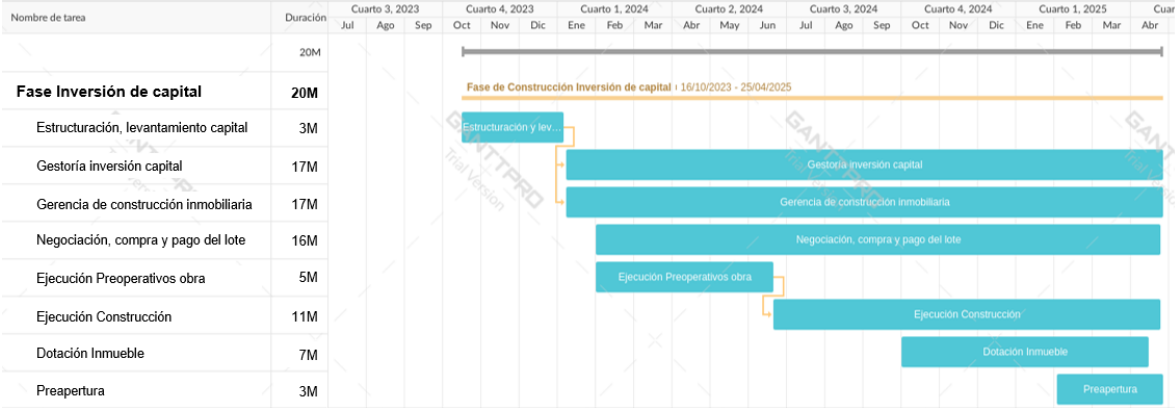 Nombre de tarea Duración Cuarto 3, 2023 Cuarto 4, 2023 Cuarto 1, 2024 Cuarto 2, 2024 Cuarto 3, 2024 Cuarto 4, 2024 Cuarto 1, 2025 Cuar
Jul Ago Sep Oct Nov Dic Ene Feb Mar Abr May Jun Jul Ago Sep Oct Nov Dic Ene Feb Mar Abr
20M
Fase Inversión de capital 20M Fase de Construcción Inversión de capital 16/10/2023 - 25/04/2025
Estructuración, levantamiento capital 3M Estructuración y lev...
Gestoría inversión capital 17M Gestoría inversión capital
Gerencia de construcción inmobiliaria 17M Gerencia de construcción inmobiliaria
Negociación, compra y pago del lote 16M Negociación, compra y pago del lote
Ejecución Preoperativos obra 5M Ejecución Preoperativos obra
Ejecución Construcción 11M Ejecución Construcción
Dotación Inmueble 7M Dotación Inmueble
Preapertura 3M Preapertura
GANTTPRO
Trial Version